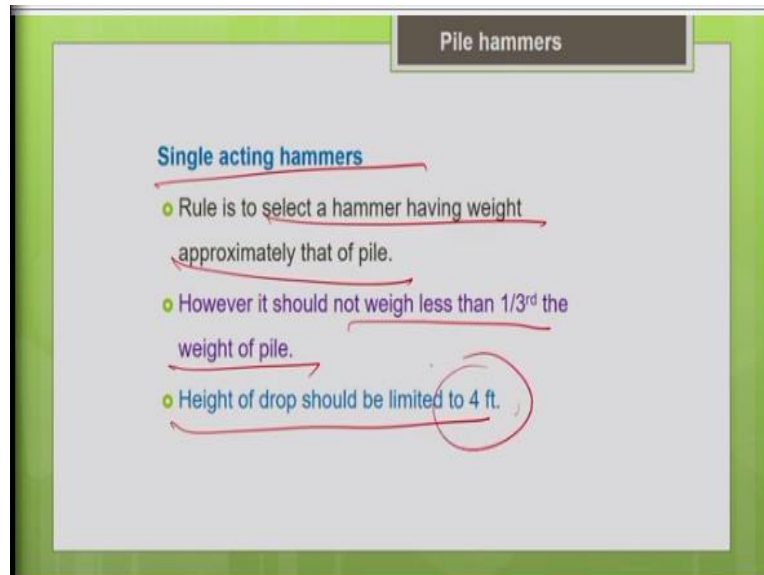 Pile hammers
Single acting hammers
Rule is to select a hammer having weight
approximately that of pile.
However it should not weigh less than 1/3rd the
weight of pile.
Height of drop should be limited to 4 ft.